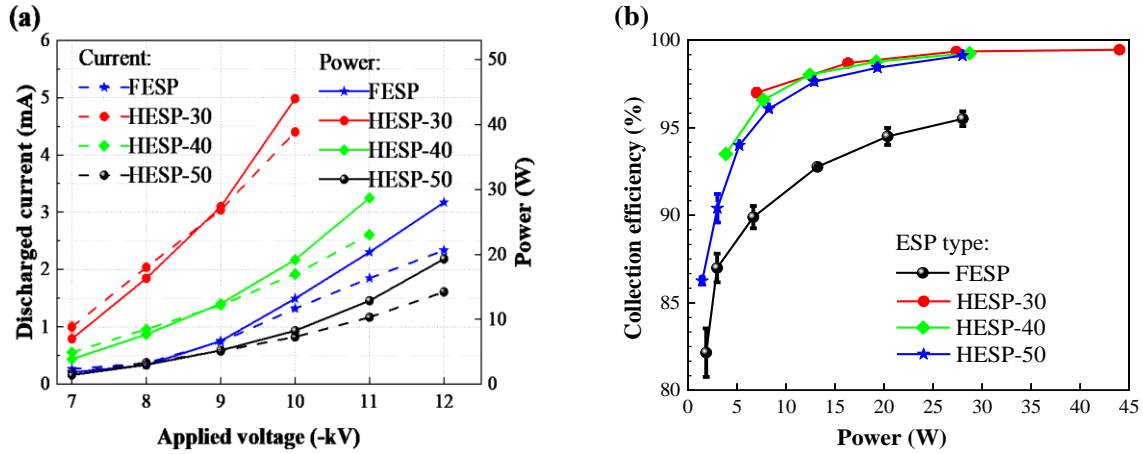 (a)
6
5
4
3
2
1
0
Discharged current (mA)
Current:
FESP
HESP-30
HESP-40
HESP-50
Power:
FESP
HESP-30
HESP-40
HESP-50
50
40
30
20
10
0
Power (W)
7 8 9 10 11 12
Applied voltage (-kV)
(b)
100
95
90
85
80
Collection efficiency (%)
ESP type:
FESP
HESP-30
HESP-40
HESP-50
0 5 10 15 20 25 30 35 40 45
Power (W)